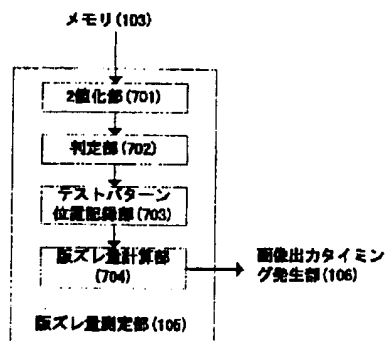 メモリ(103)
2値化部(701)
判定部(702)
テストパターン
位置記録部(703)
版ズレ量計算部
(704)
画像出力タイミン
グ発生部(106)
版ズレ量測定部(105)